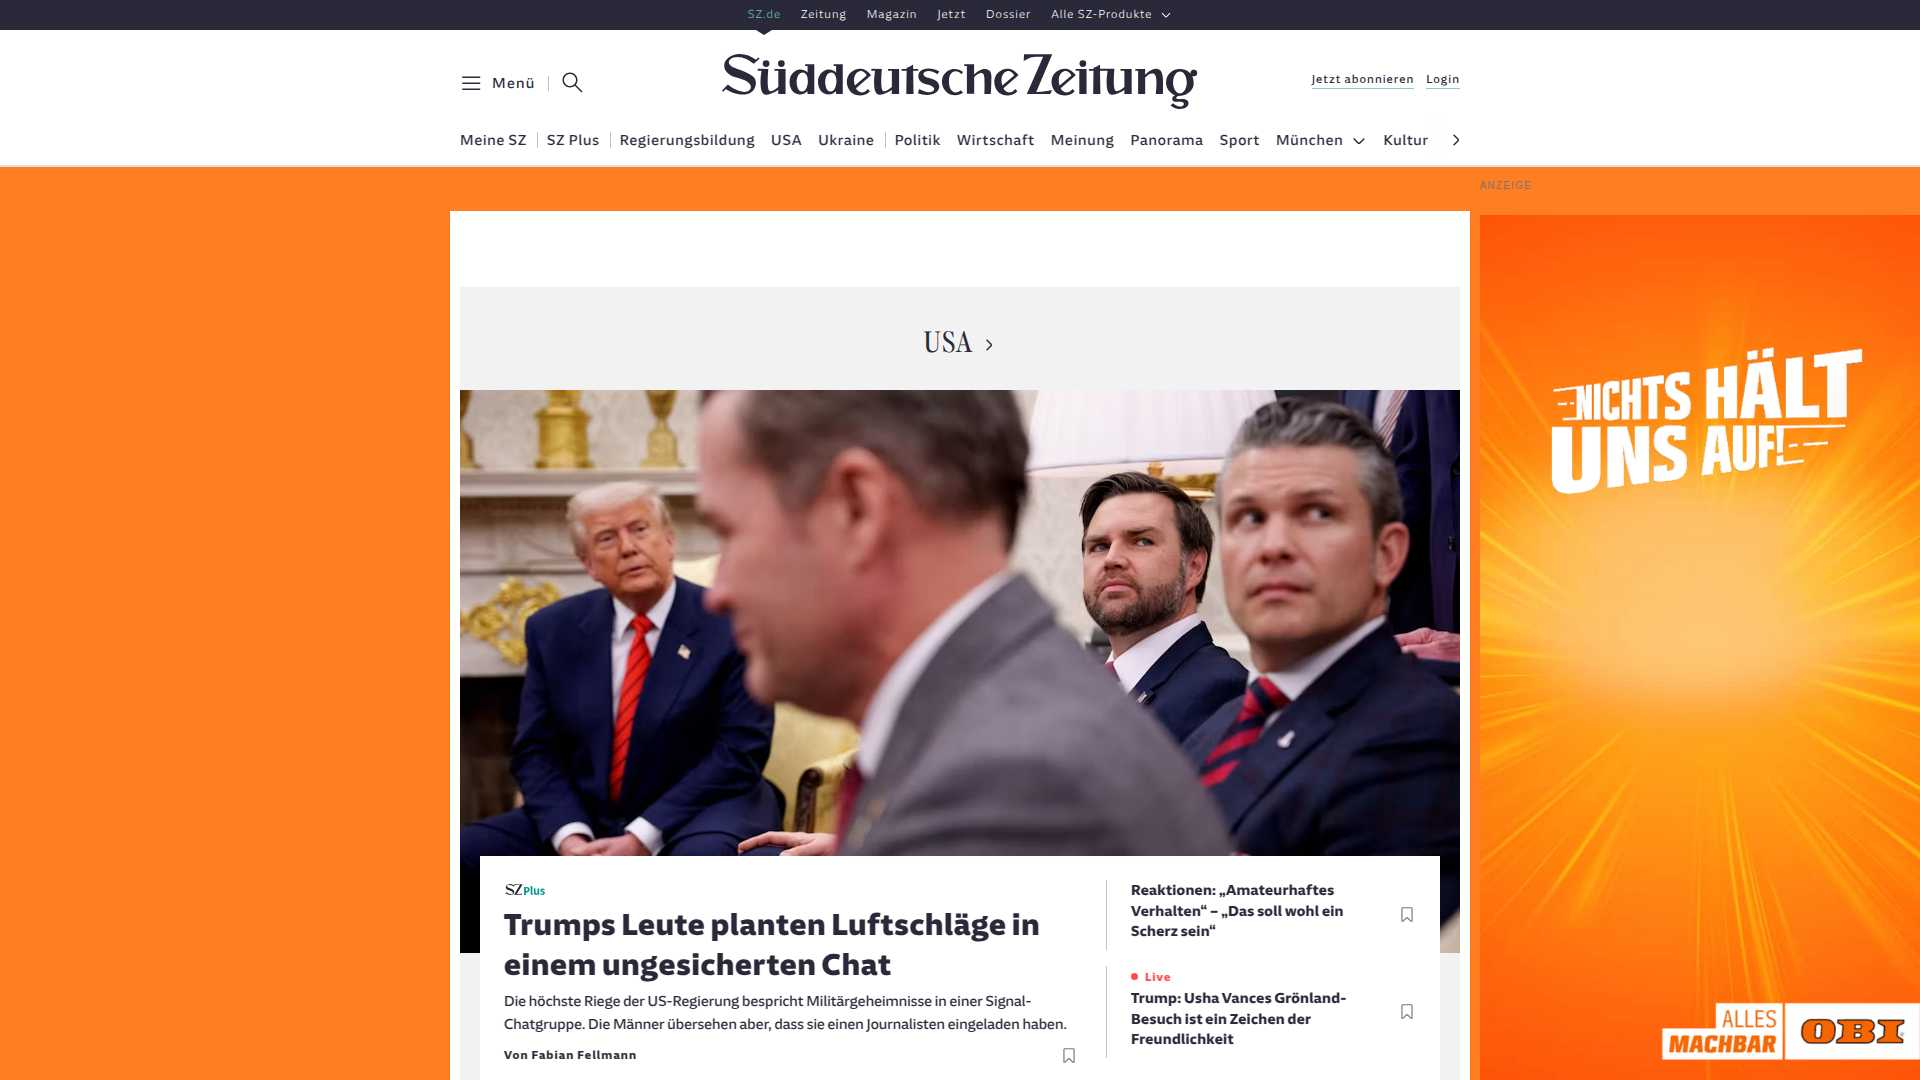 SZ.de Zeitung Magazin Jetzt Dossier Alle SZ-Produkte
Menü
Süddeutsche Zeitung
Jetzt abonnieren Login
Meine SZ SZ Plus Regierungsbildung USA Ukraine Politik Wirtschaft Meinung Panorama Sport München Kultur
ANZEIGE
USA
NICHTS HÄLT
UNS AUF!
SZ Plus
Trumps Leute planten Luftschläge in
einem ungesicherten Chat
Die höchste Riege der US-Regierung bespricht Militärgeheimnisse in einer Signal-
Chatgruppe. Die Männer übersehen aber, dass sie einen Journalisten eingeladen haben.
Von Fabian Fellmann
Reaktionen: „Amateurhaftes
Verhalten“ – „Das soll wohl ein
Scherz sein“
Live
Trump: Usha Vances Grönland-
Besuch ist ein Zeichen der
Freundlichkeit
ALLES
MACHBAR
OBI